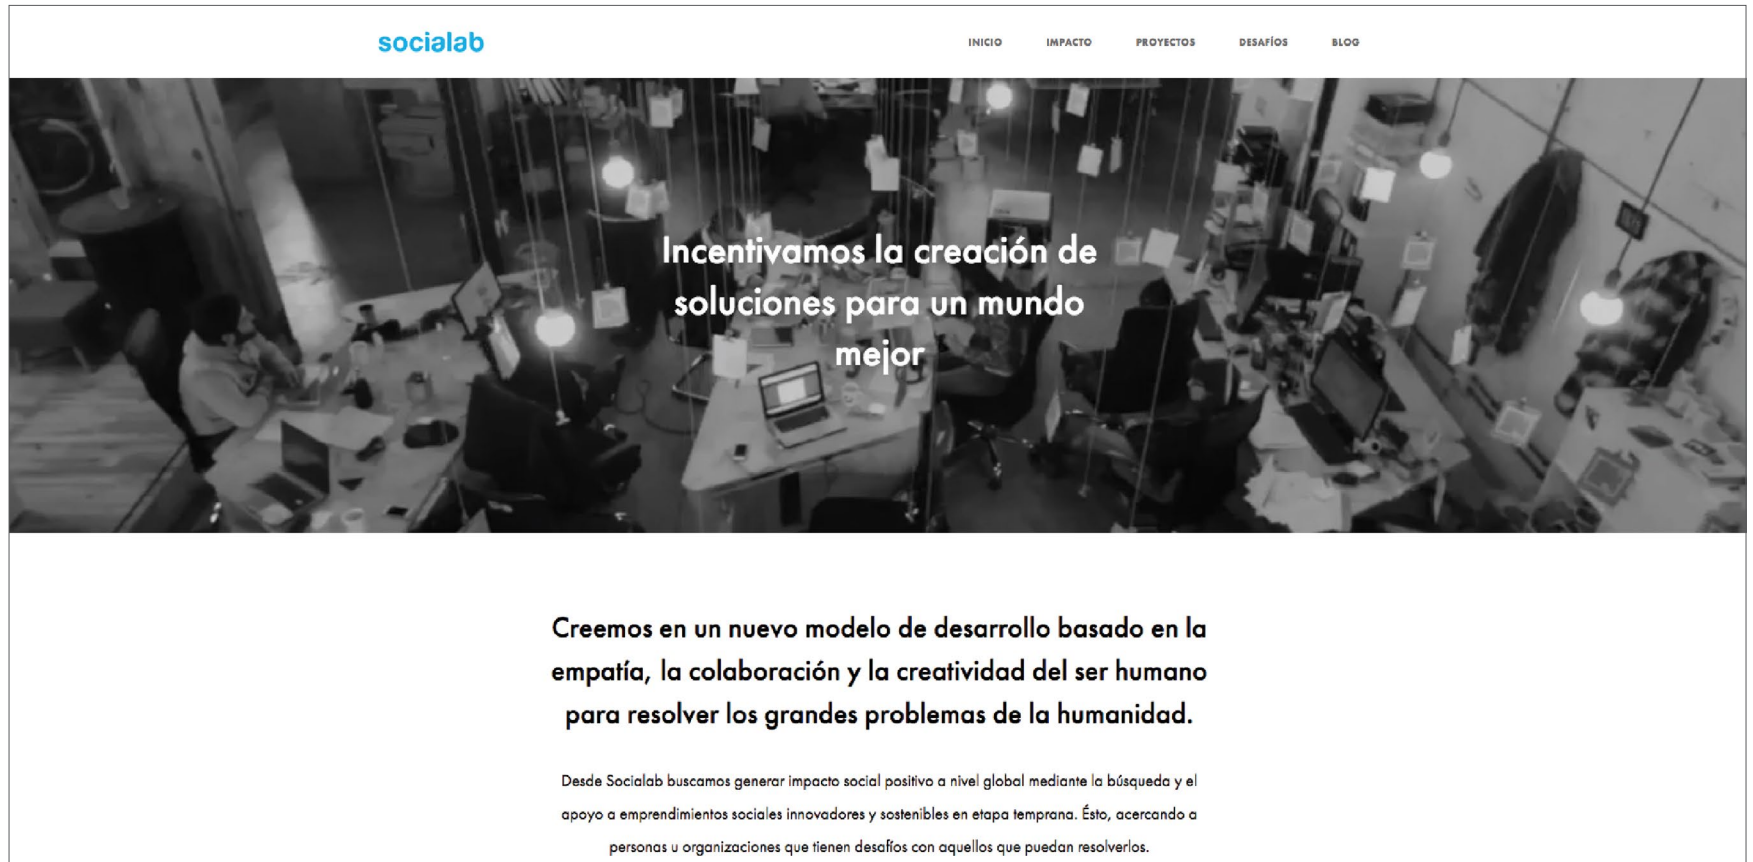 socialab
INICIO IMPACTO PROYECTOS DESAFÍOS BLOG
Incentivamos la creación de
soluciones para un mundo
mejor
Creemos en un nuevo modelo de desarrollo basado en la
empatía, la colaboración y la creatividad del ser humano
para resolver los grandes problemas de la humanidad.
Desde Socialab buscamos generar impacto social positivo a nivel global mediante la búsqueda y el
apoyo a emprendimientos sociales innovadores y sostenibles en etapa temprana. Ésto, acercando a
personas u organizaciones que tienen desafíos con aquellos que puedan resolverlos.